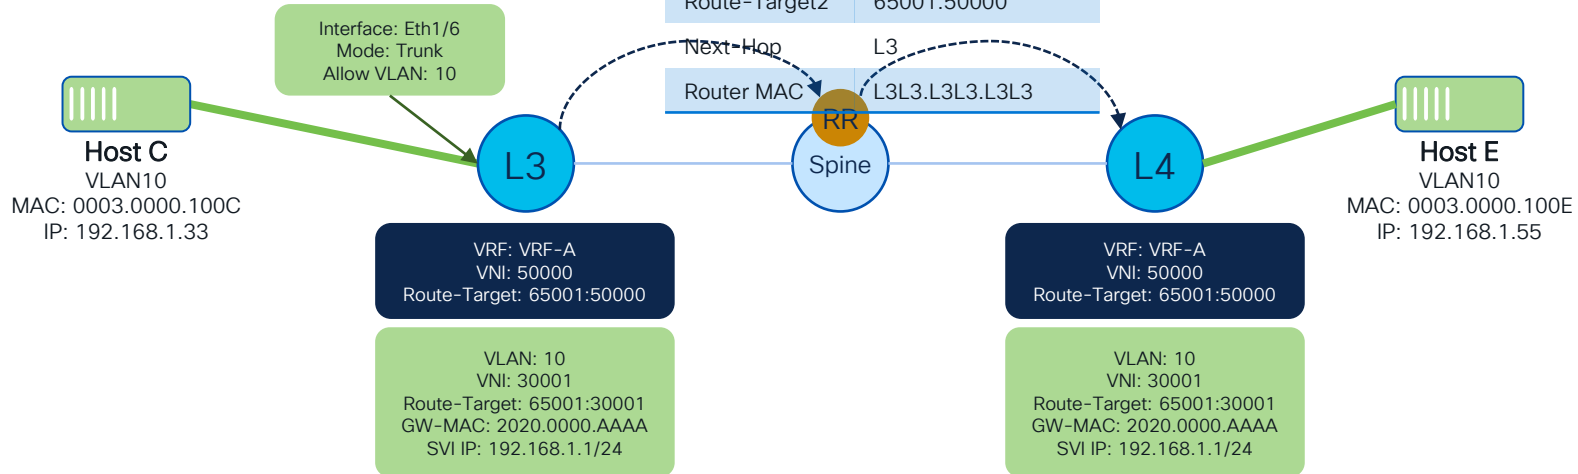 Route-Target2 65001:50000
Next-Hop L3
Router MAC L3L3.L3L3.L3L3
Interface: Eth1/6
Mode: Trunk
Allow VLAN: 10
Host C
VLAN10
MAC: 0003.0000.100C
IP: 192.168.1.33
L3
RR
Spine
L4
Host E
VLAN10
MAC: 0003.0000.100E
IP: 192.168.1.55
VRF: VRF-A
VNI: 50000
Route-Target: 65001:50000
VLAN: 10
VNI: 30001
Route-Target: 65001:30001
GW-MAC: 2020.0000.AAAA
SVI IP: 192.168.1.1/24
VRF: VRF-A
VNI: 50000
Route-Target: 65001:50000
VLAN: 10
VNI: 30001
Route-Target: 65001:30001
GW-MAC: 2020.0000.AAAA
SVI IP: 192.168.1.1/24